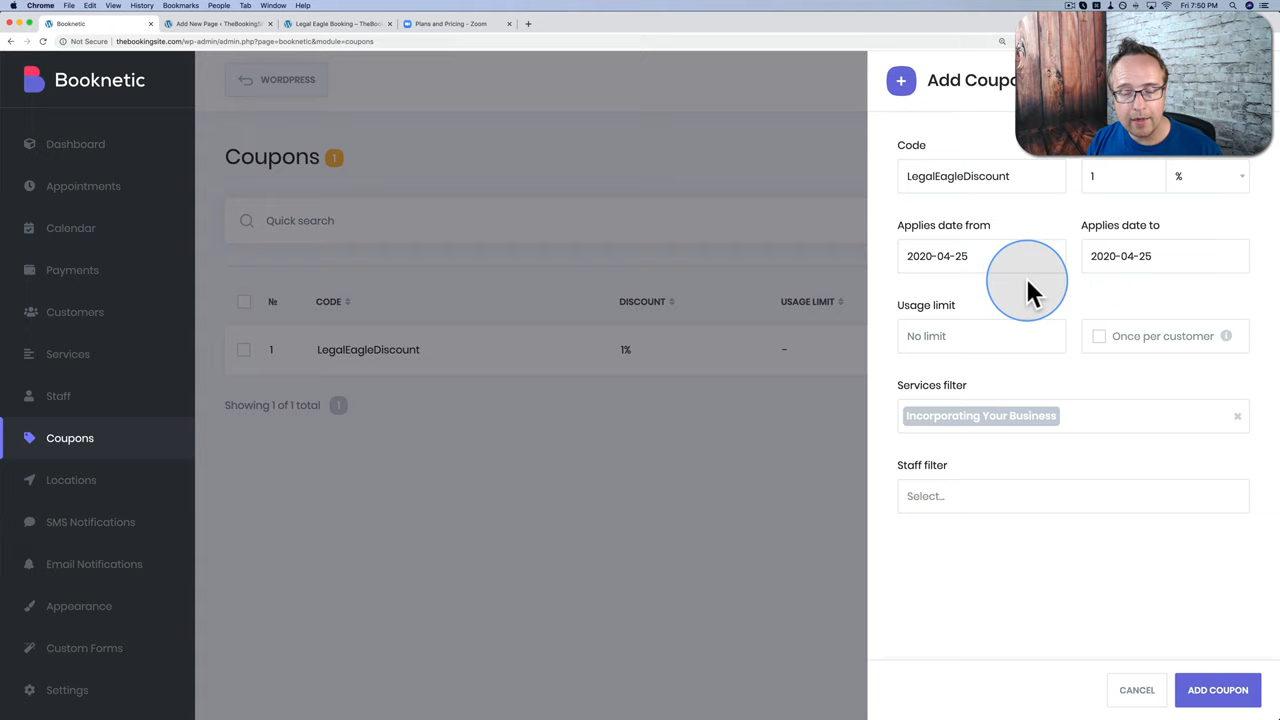 Chrome File Edit View History Bookmarks People Tab Window Help
Fri 7:50 PM
Booknetic
Add New Page ‹ TheBookingSi
Legal Eagle Booking – TheBook
Plans and Pricing - Zoom
Not Secure thebookingsite.com/wp-admin/admin.php?page=booknetic&module=coupons
Booknetic
Dashboard
Appointments
Calendar
Payments
Customers
Services
Staff
Coupons
Locations
SMS Notifications
Email Notifications
Appearance
Custom Forms
Settings
WORDPRESS
Coupons 1
Quick search
№ CODE DISCOUNT USAGE LIMIT
1 LegalEagleDiscount 1% -
Showing 1 of 1 total 1
Add Coupo
Code
LegalEagleDiscount 1 %
Applies date from Applies date to
2020-04-25 2020-04-25
Usage limit
No limit Once per customer
Services filter
Incorporating Your Business
Staff filter
Select...
CANCEL ADD COUPON